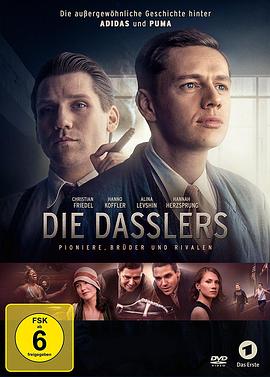 Die außergewöhnliche Geschichte hinter
ADIDAS und PUMA
CHRISTIAN FRIEDEL
HANNO KOFFLER
ALINA LEVSHIN
HANNAH HERZSPRUNG
DIE DASSLERS
PIONIERE, BRÜDER UND RIVALEN
FSK
ab
6
freigegeben
DVD
VIDEO
Das Erste